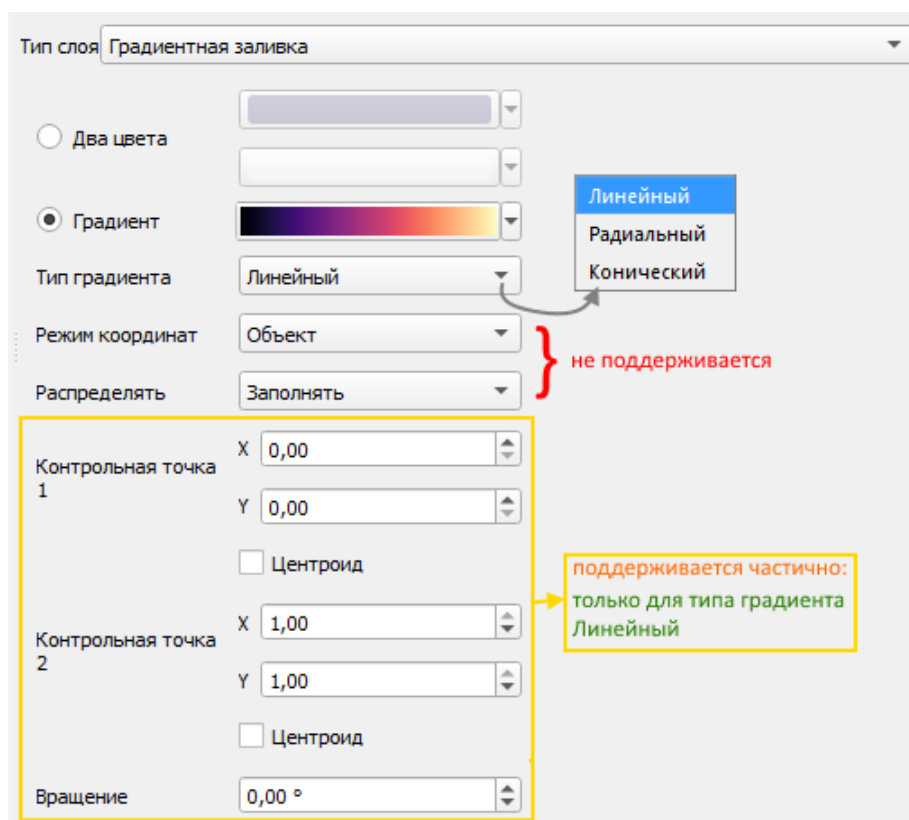 Тип слоя Градиентная заливка
Два цвета
Градиент
Линейный
Радиальный
Конический
Тип градиента Линейный
Режим координат Объект
не поддерживается
Распределять Заполнять
Контрольная точка
1
X 0,00
Y 0,00
Центроид
поддерживается частично:
только для типа градиента
Линейный
Контрольная точка
2
X 1,00
Y 1,00
Центроид
Вращение 0,00 °